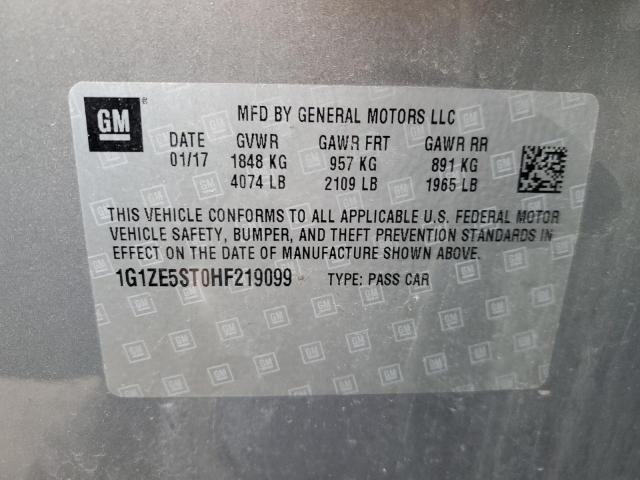 GM ®
MFD BY GENERAL MOTORS LLC
DATE GVWR GAWR FRT GAWR RR
01/17 1848 KG 957 KG 891 KG
4074 LB 2109 LB 1965 LB
THIS VEHICLE CONFORMS TO ALL APPLICABLE U.S. FEDERAL MOTOR
VEHICLE SAFETY, BUMPER, AND THEFT PREVENTION STANDARDS IN
EFFECT ON THE DATE OF MANUFACTURE SHOWN ABOVE.
1G1ZE5ST0HF219099 TYPE: PASS CAR